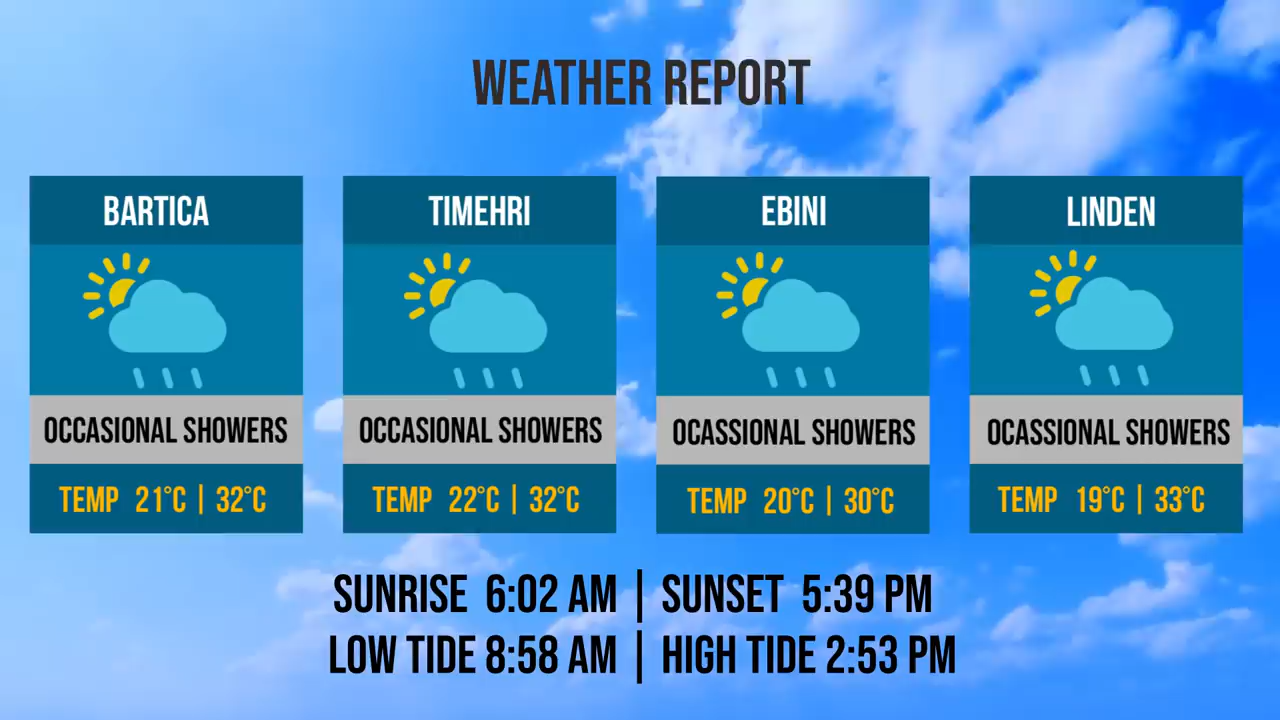 WEATHER REPORT
BARTICA
OCCASIONAL SHOWERS
TEMP 21°C | 32°C
TIMEHRI
OCCASIONAL SHOWERS
TEMP 22°C | 32°C
EBINI
OCASSIONAL SHOWERS
TEMP 20°C | 30°C
LINDEN
OCASSIONAL SHOWERS
TEMP 19°C | 33°C
SUNRISE 6:02 AM | SUNSET 5:39 PM
LOW TIDE 8:58 AM | HIGH TIDE 2:53 PM